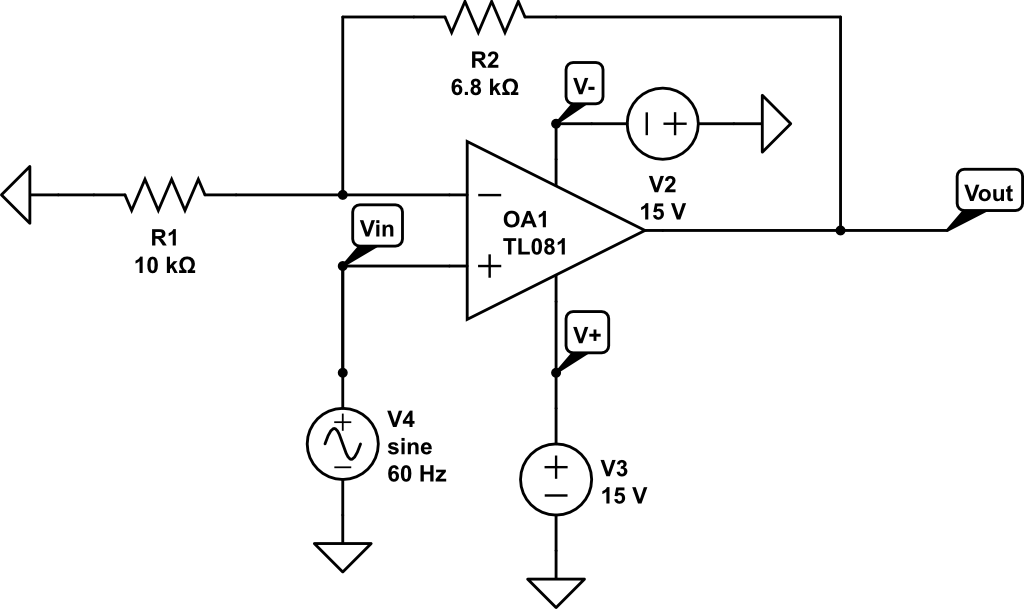 R2
6.8 kΩ
V-
V2
15 V
Vout
R1
10 kΩ
Vin
OA1
TL081
V+
V4
sine
60 Hz
V3
15 V